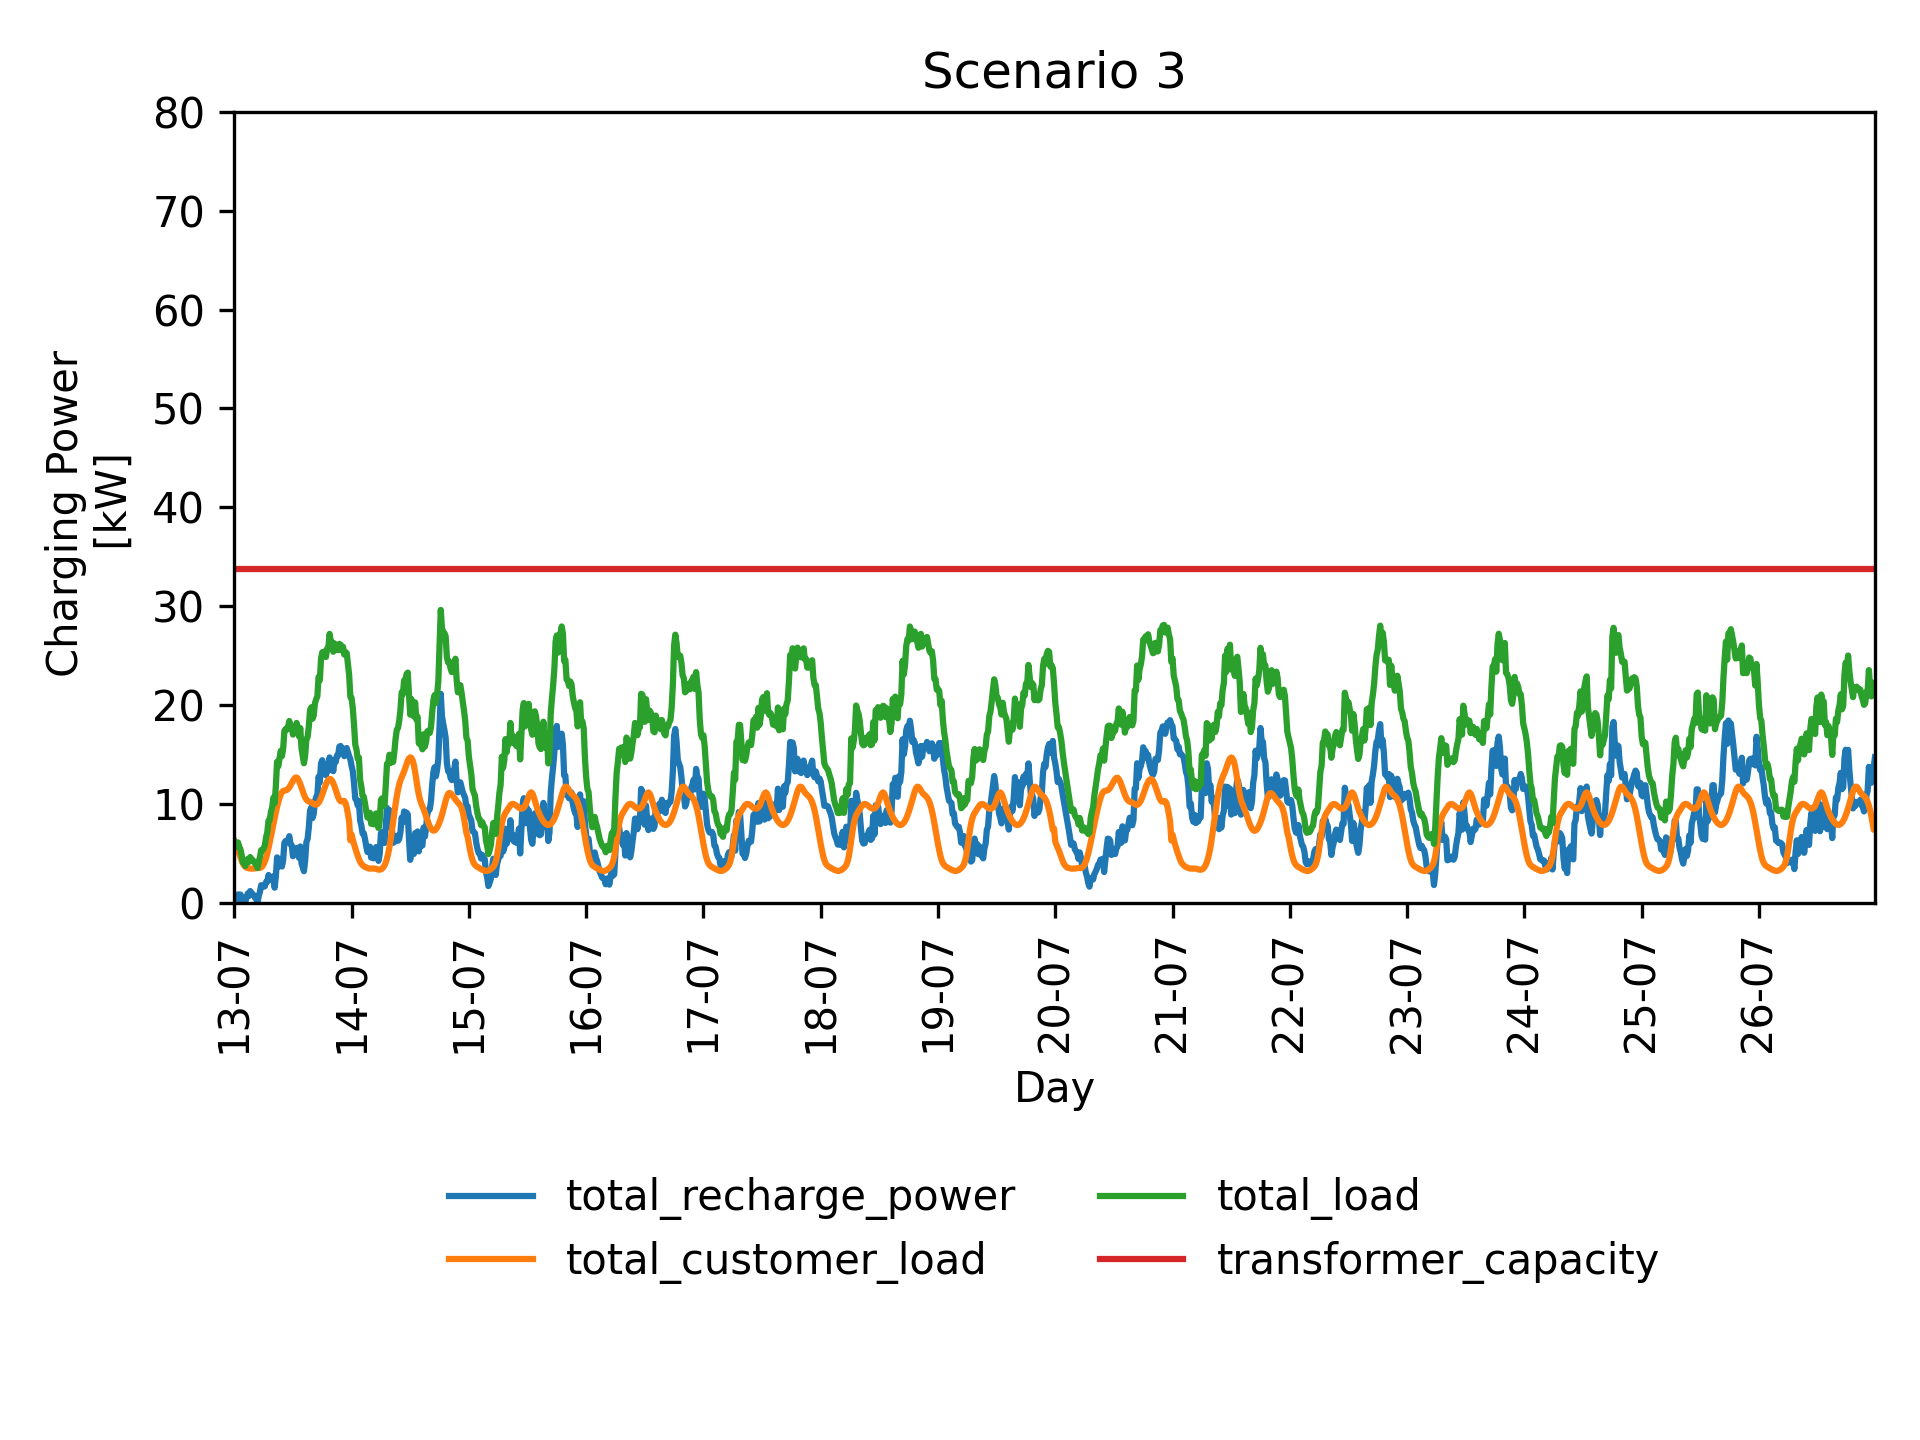 Scenario 3
80
70
60
50
40
30
20
10
0
Charging Power
[kW]
13-07
14-07
15-07
16-07
17-07
18-07
19-07
20-07
21-07
22-07
23-07
24-07
25-07
26-07
Day
total_recharge_power
total_customer_load
total_load
transformer_capacity